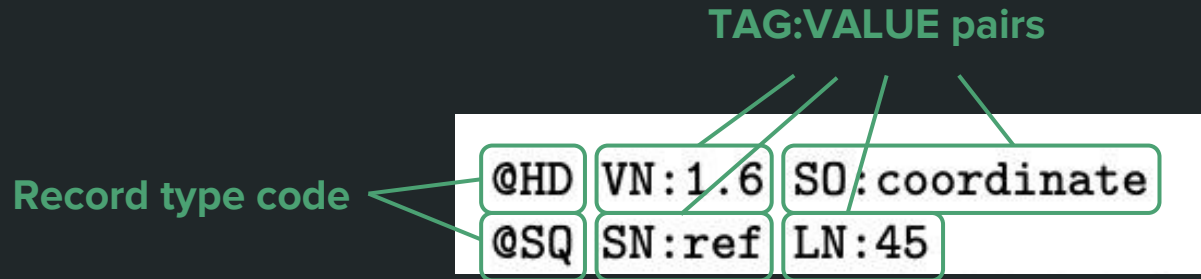 TAG:VALUE pairs
@HD VN:1.6 SO:coordinate
Record type code
@SQ SN:ref LN:45